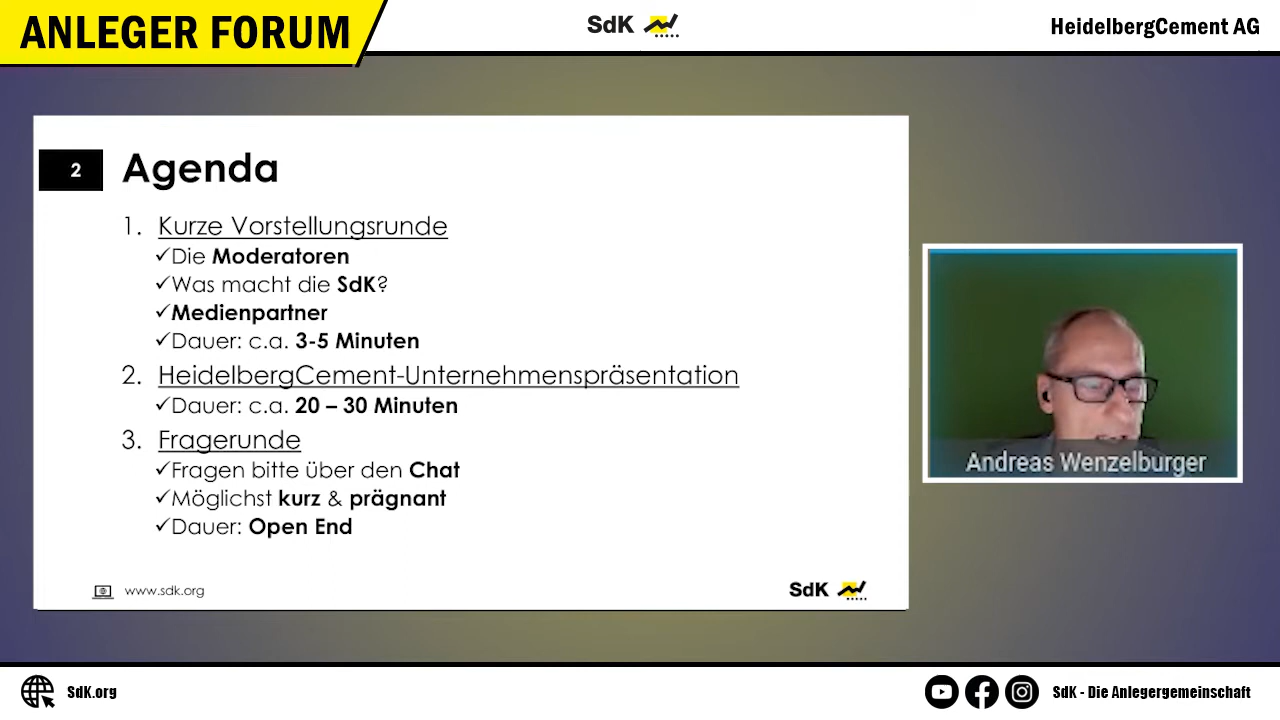 ANLEGER FORUM
SdK
HeidelbergCement AG
2
Agenda
1. Kurze Vorstellungsrunde
✓Die Moderatoren
✓Was macht die SdK?
✓Medienpartner
✓Dauer: c.a. 3-5 Minuten
2. HeidelbergCement-Unternehmenspräsentation
✓Dauer: c.a. 20 – 30 Minuten
3. Fragerunde
✓Fragen bitte über den Chat
✓Möglichst kurz & prägnant
✓Dauer: Open End
www.sdk.org
SdK
Andreas Wenzelburger
SdK.org
SdK - Die Anlegergemeinschaft